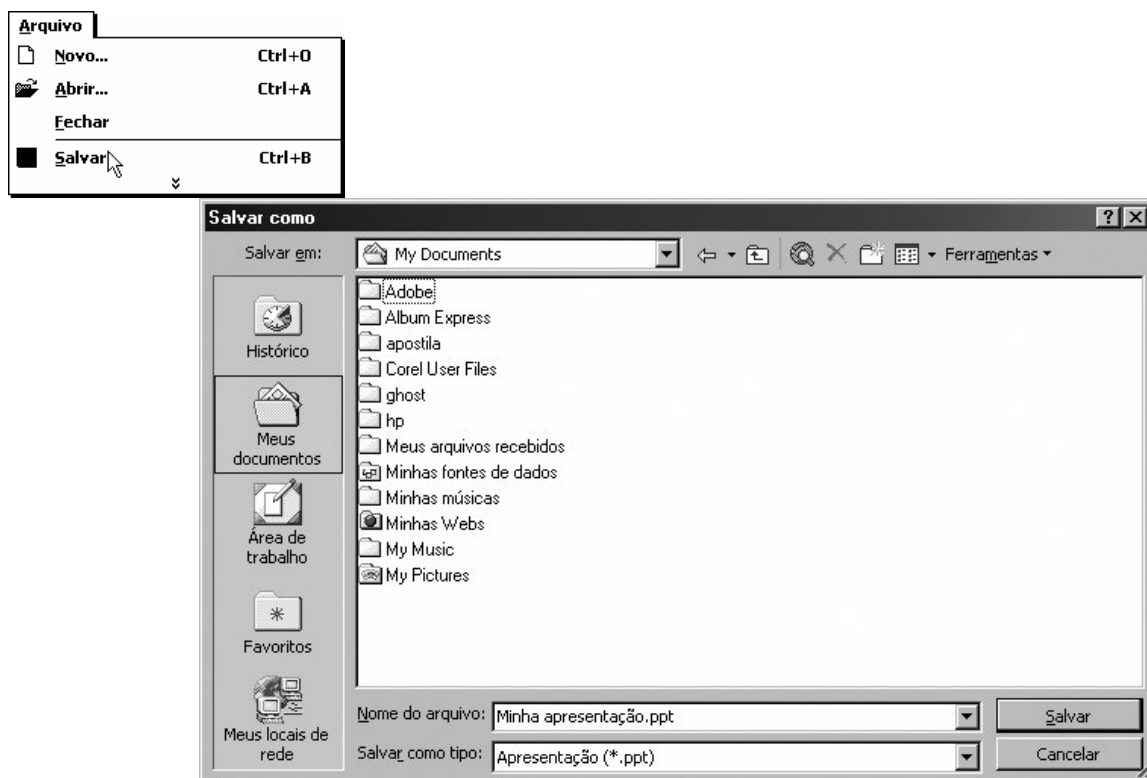 Arquivo
Novo... Ctrl+O
Abrir... Ctrl+A
Fechar
Salvar Ctrl+B
Salvar como
Salvar em: My Documents Ferramentas
Histórico
Meus
documentos
Área de
trabalho
Favoritos
Meus locais de
rede
Adobe
Album Express
apostila
Corel User Files
ghost
hp
Meus arquivos recebidos
Minhas fontes de dados
Minhas músicas
Minhas Webs
My Music
My Pictures
Nome do arquivo: Minha apresentação.ppt Salvar
Salvar como tipo: Apresentação (*.ppt) Cancelar